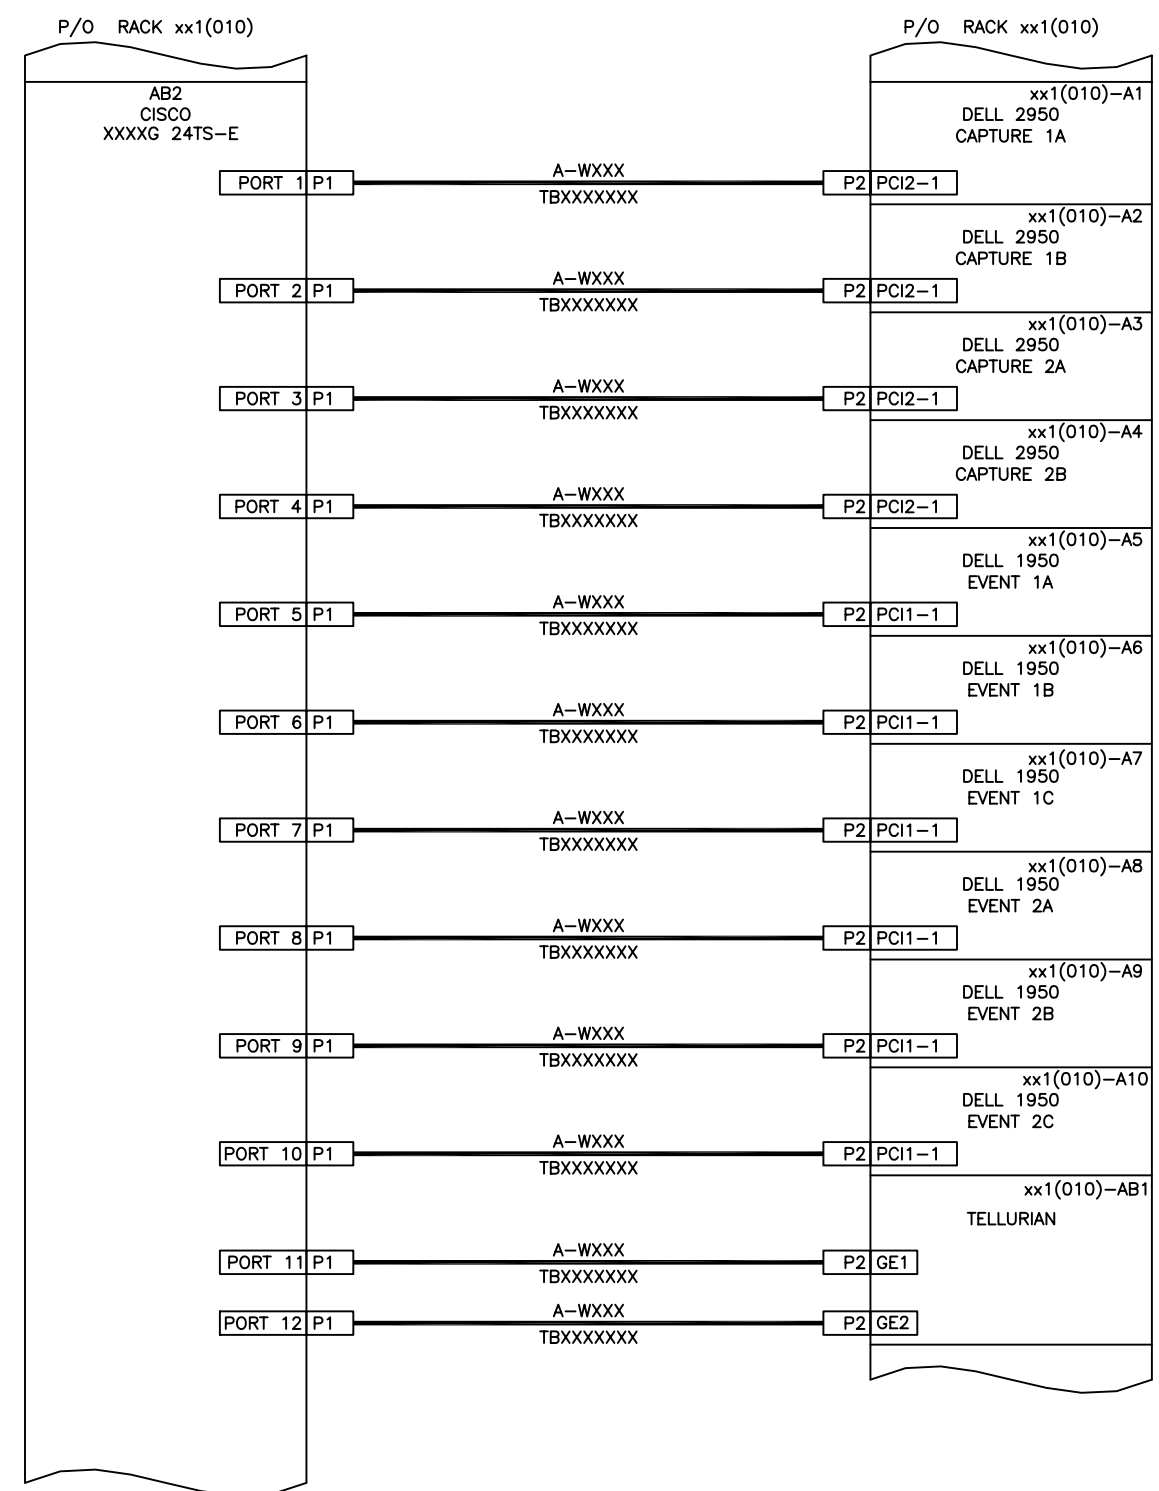 P/O RACK xx1(010)
P/O RACK xx1(010)
AB2
CISCO
XXXXG 24TS-E
xx1(010)-A1
DELL 2950
CAPTURE 1A
PORT 1 P1
A-WXXX
TBXXXXXXX
P2 PCI2-1
xx1(010)-A2
DELL 2950
CAPTURE 1B
PORT 2 P1
A-WXXX
TBXXXXXXX
P2 PCI2-1
xx1(010)-A3
DELL 2950
CAPTURE 2A
PORT 3 P1
A-WXXX
TBXXXXXXX
P2 PCI2-1
xx1(010)-A4
DELL 2950
CAPTURE 2B
PORT 4 P1
A-WXXX
TBXXXXXXX
P2 PCI2-1
xx1(010)-A5
DELL 1950
EVENT 1A
PORT 5 P1
A-WXXX
TBXXXXXXX
P2 PCI1-1
xx1(010)-A6
DELL 1950
EVENT 1B
PORT 6 P1
A-WXXX
TBXXXXXXX
P2 PCI1-1
xx1(010)-A7
DELL 1950
EVENT 1C
PORT 7 P1
A-WXXX
TBXXXXXXX
P2 PCI1-1
xx1(010)-A8
DELL 1950
EVENT 2A
PORT 8 P1
A-WXXX
TBXXXXXXX
P2 PCI1-1
xx1(010)-A9
DELL 1950
EVENT 2B
PORT 9 P1
A-WXXX
TBXXXXXXX
P2 PCI1-1
xx1(010)-A10
DELL 1950
EVENT 2C
PORT 10 P1
A-WXXX
TBXXXXXXX
P2 PCI1-1
xx1(010)-AB1
TELLURIAN
PORT 11 P1
A-WXXX
TBXXXXXXX
P2 GE1
PORT 12 P1
A-WXXX
TBXXXXXXX
P2 GE2